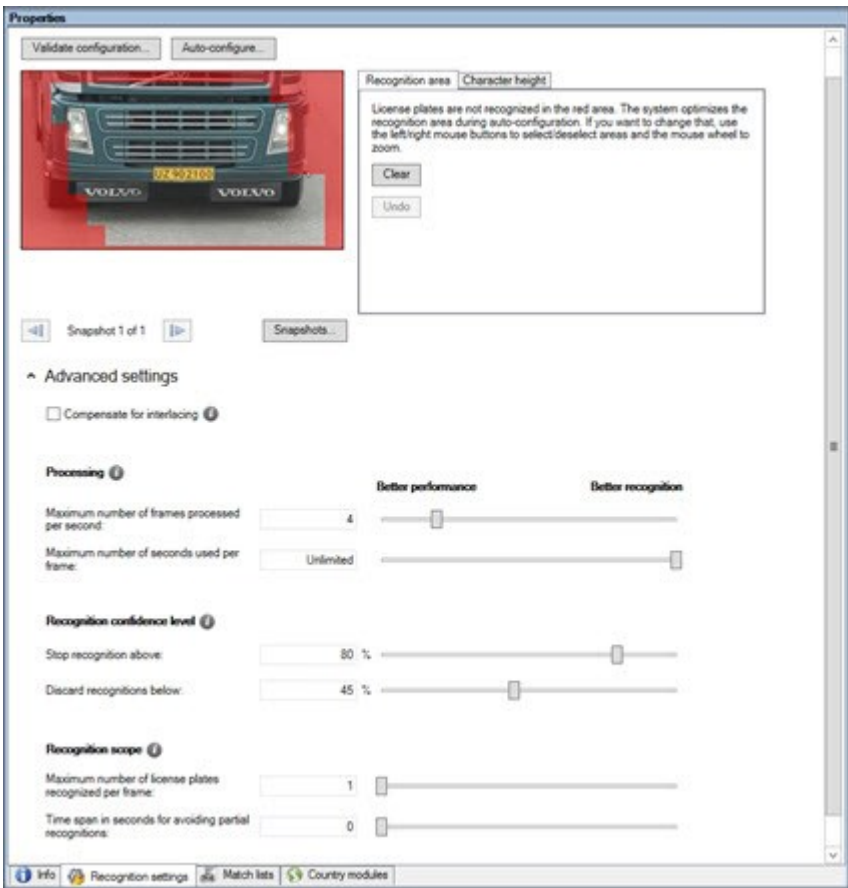 Properties
Validate configuration...
Auto-configure...
Recognition area
Character height
License plates are not recognized in the red area. The system optimizes the
recognition area during auto-configuration. If you want to change that, use
the left/right mouse buttons to select/deselect areas and the mouse wheel to
zoom.
Clear
Undo
UZ 902100
VOLVO VOLVO
Snapshot 1 of 1
Snapshots...
Advanced settings
Compensate for interlacing
Processing
Better performance Better recognition
Maximum number of frames processed
per second: 4
Maximum number of seconds used per
frame: Unlimited
Recognition confidence level
Stop recognition above: 80 %
Discard recognitions below: 45 %
Recognition scope
Maximum number of license plates
recognized per frame: 1
Time span in seconds for avoiding partial
recognitions: 0
Info
Recognition settings
Match lists
Country modules